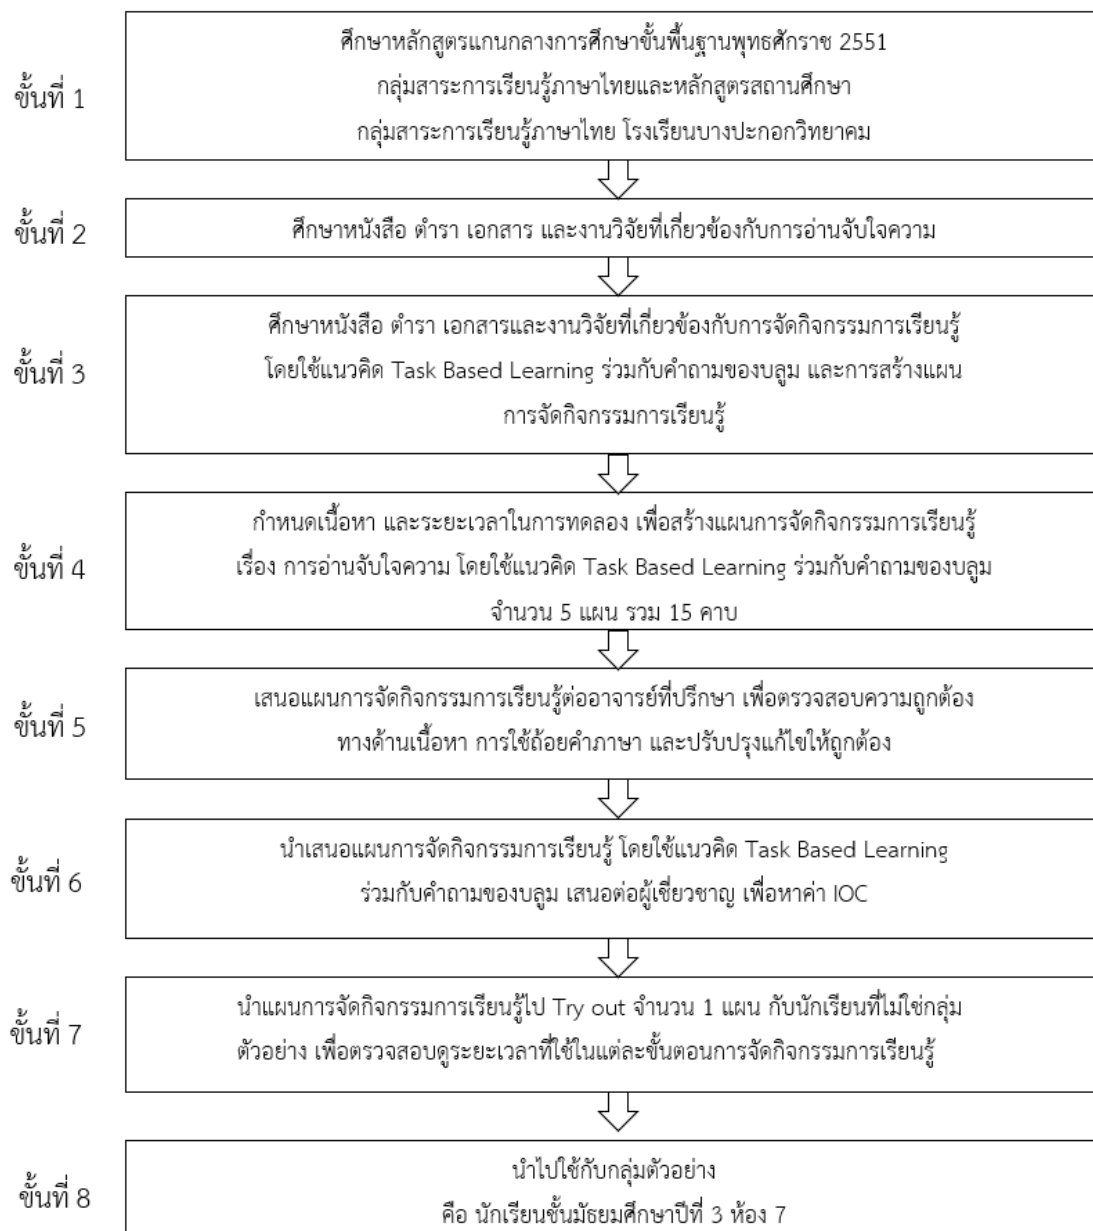 ขั้นที่ 1
ศึกษาหลักสูตรแกนกลางการศึกษาขั้นพื้นฐานพุทธศักราช 2551
กลุ่มสาระการเรียนรู้ภาษาไทยและหลักสูตรสถานศึกษา
กลุ่มสาระการเรียนรู้ภาษาไทย โรงเรียนบางปะกอกวิทยาคม
ขั้นที่ 2
ศึกษาหนังสือ ตำรา เอกสาร และงานวิจัยที่เกี่ยวข้องกับการอ่านจับใจความ
ขั้นที่ 3
ศึกษาหนังสือ ตำรา เอกสารและงานวิจัยที่เกี่ยวข้องกับการจัดกิจกรรมการเรียนรู้
โดยใช้แนวคิด Task Based Learning ร่วมกับคำถามของบลูม และการสร้างแผน
การจัดกิจกรรมการเรียนรู้
ขั้นที่ 4
กำหนดเนื้อหา และระยะเวลาในการทดลอง เพื่อสร้างแผนการจัดกิจกรรมการเรียนรู้
เรื่อง การอ่านจับใจความ โดยใช้แนวคิด Task Based Learning ร่วมกับคำถามของบลูม
จำนวน 5 แผน รวม 15 คาบ
ขั้นที่ 5
เสนอแผนการจัดกิจกรรมการเรียนรู้ต่ออาจารย์ที่ปรึกษา เพื่อตรวจสอบความถูกต้อง
ทางด้านเนื้อหา การใช้ถ้อยคำภาษา และปรับปรุงแก้ไขให้ถูกต้อง
ขั้นที่ 6
นำเสนอแผนการจัดกิจกรรมการเรียนรู้ โดยใช้แนวคิด Task Based Learning
ร่วมกับคำถามของบลูม เสนอต่อผู้เชี่ยวชาญ เพื่อหาค่า IOC
ขั้นที่ 7
นำแผนการจัดกิจกรรมการเรียนรู้ไป Try out จำนวน 1 แผน กับนักเรียนที่ไม่ใช่กลุ่ม
ตัวอย่าง เพื่อตรวจสอบดูระยะเวลาที่ใช้ในแต่ละขั้นตอนการจัดกิจกรรมการเรียนรู้
ขั้นที่ 8
นำไปใช้กับกลุ่มตัวอย่าง
คือ นักเรียนชั้นมัธยมศึกษาปีที่ 3 ห้อง 7